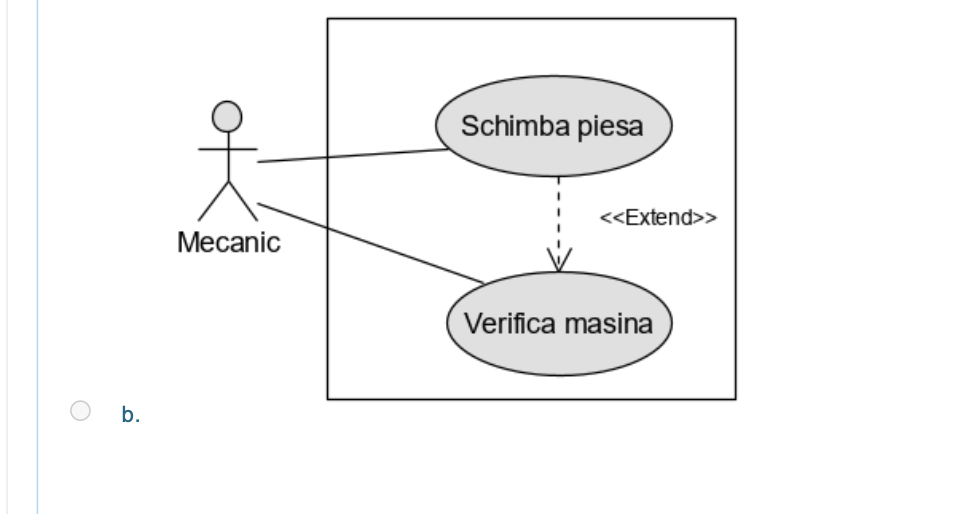 Schimba piesa
<<Extend>>
Mecanic
Verifica masina
b.